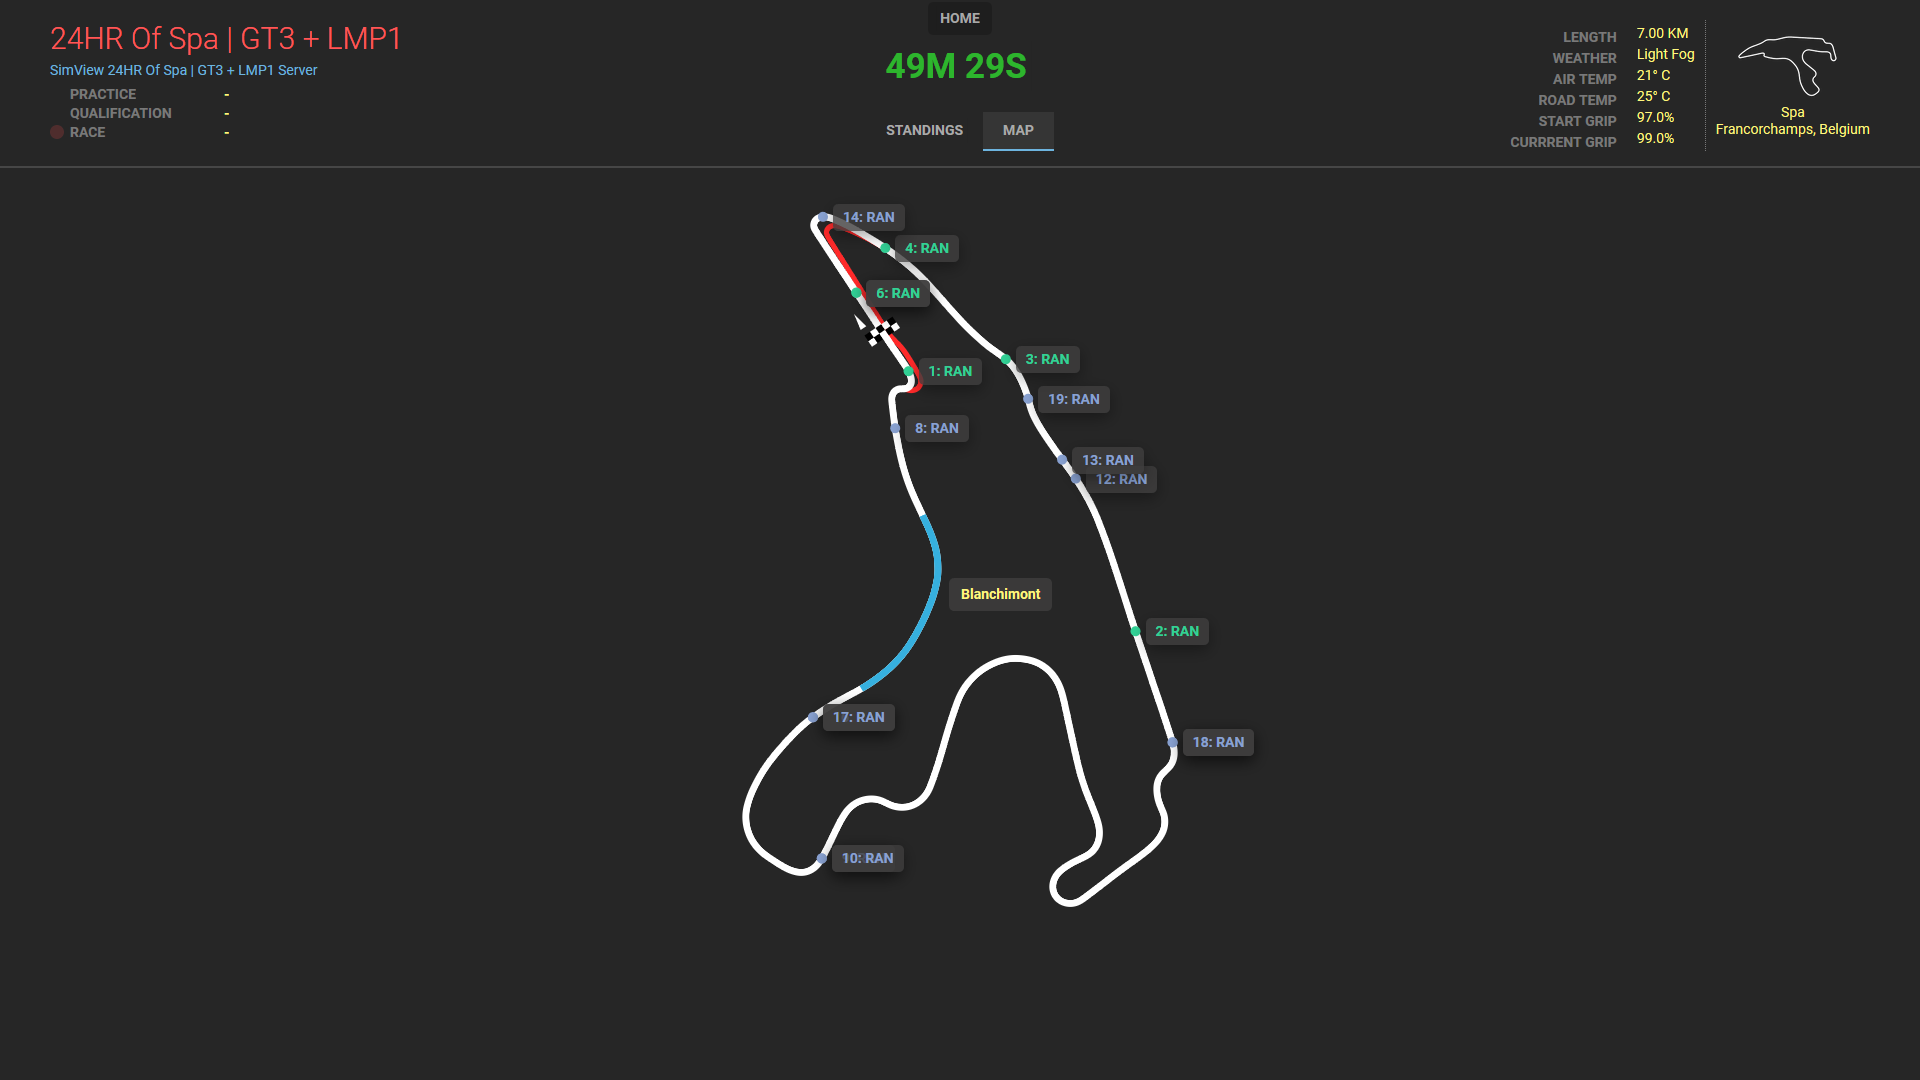 HOME
24HR Of Spa | GT3 + LMP1
SimView 24HR Of Spa | GT3 + LMP1 Server
PRACTICE -
QUALIFICATION -
RACE -
49M 29S
STANDINGS MAP
LENGTH 7.00 KM
WEATHER Light Fog
AIR TEMP 21° C
ROAD TEMP 25° C
START GRIP 97.0%
CURRRENT GRIP 99.0%
Spa
Francorchamps, Belgium
14: RAN
4: RAN
6: RAN
3: RAN
1: RAN
19: RAN
8: RAN
13: RAN
12: RAN
Blanchimont
2: RAN
17: RAN
18: RAN
10: RAN